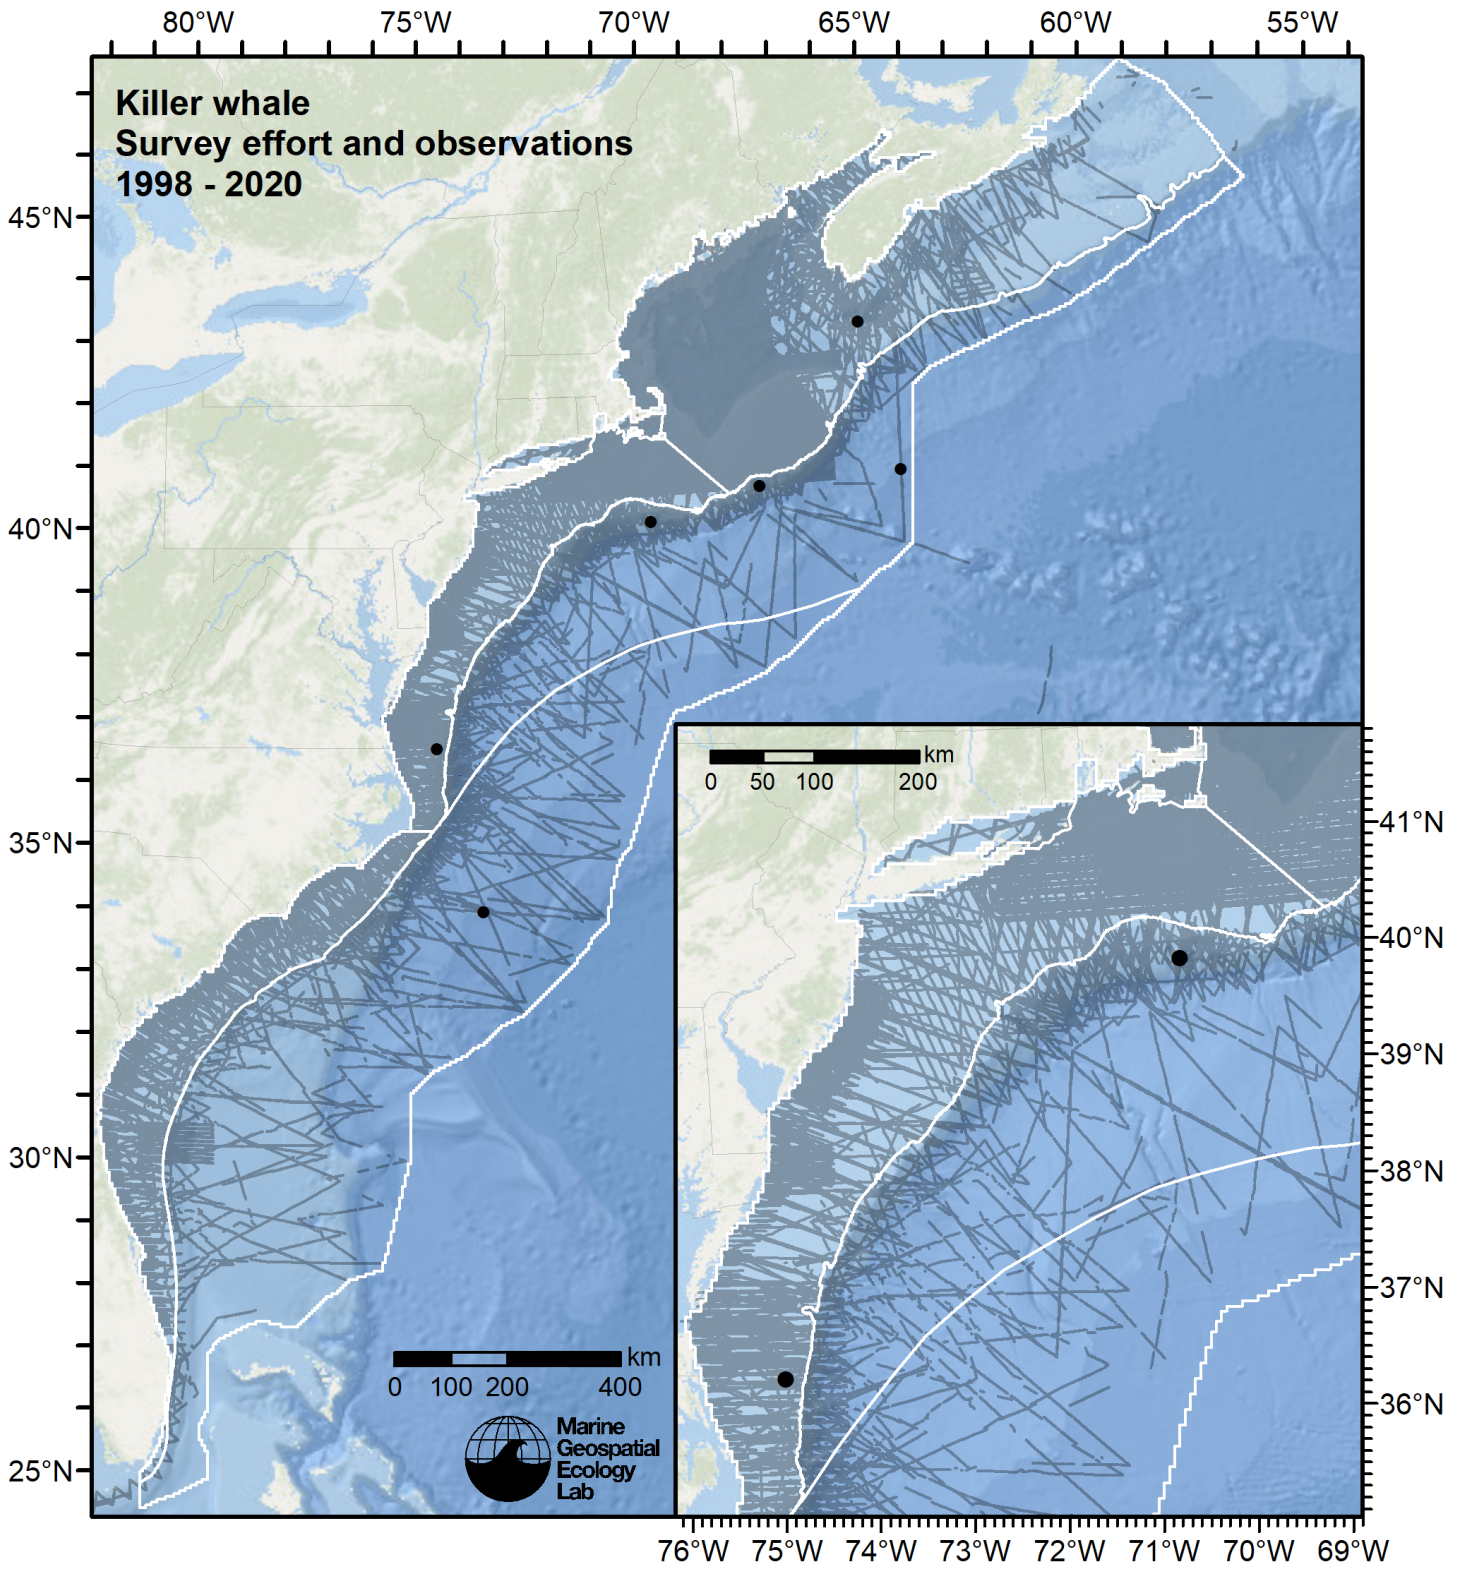 80°W 75°W 70°W 65°W 60°W 55°W
Killer whale
Survey effort and observations
1998 - 2020
45°N
40°N
35°N
30°N
25°N
km
0 50 100 200
41°N
40°N
39°N
38°N
37°N
36°N
km
0 100 200 400
Marine
Geospatial
Ecology
Lab
76°W 75°W 74°W 73°W 72°W 71°W 70°W 69°W